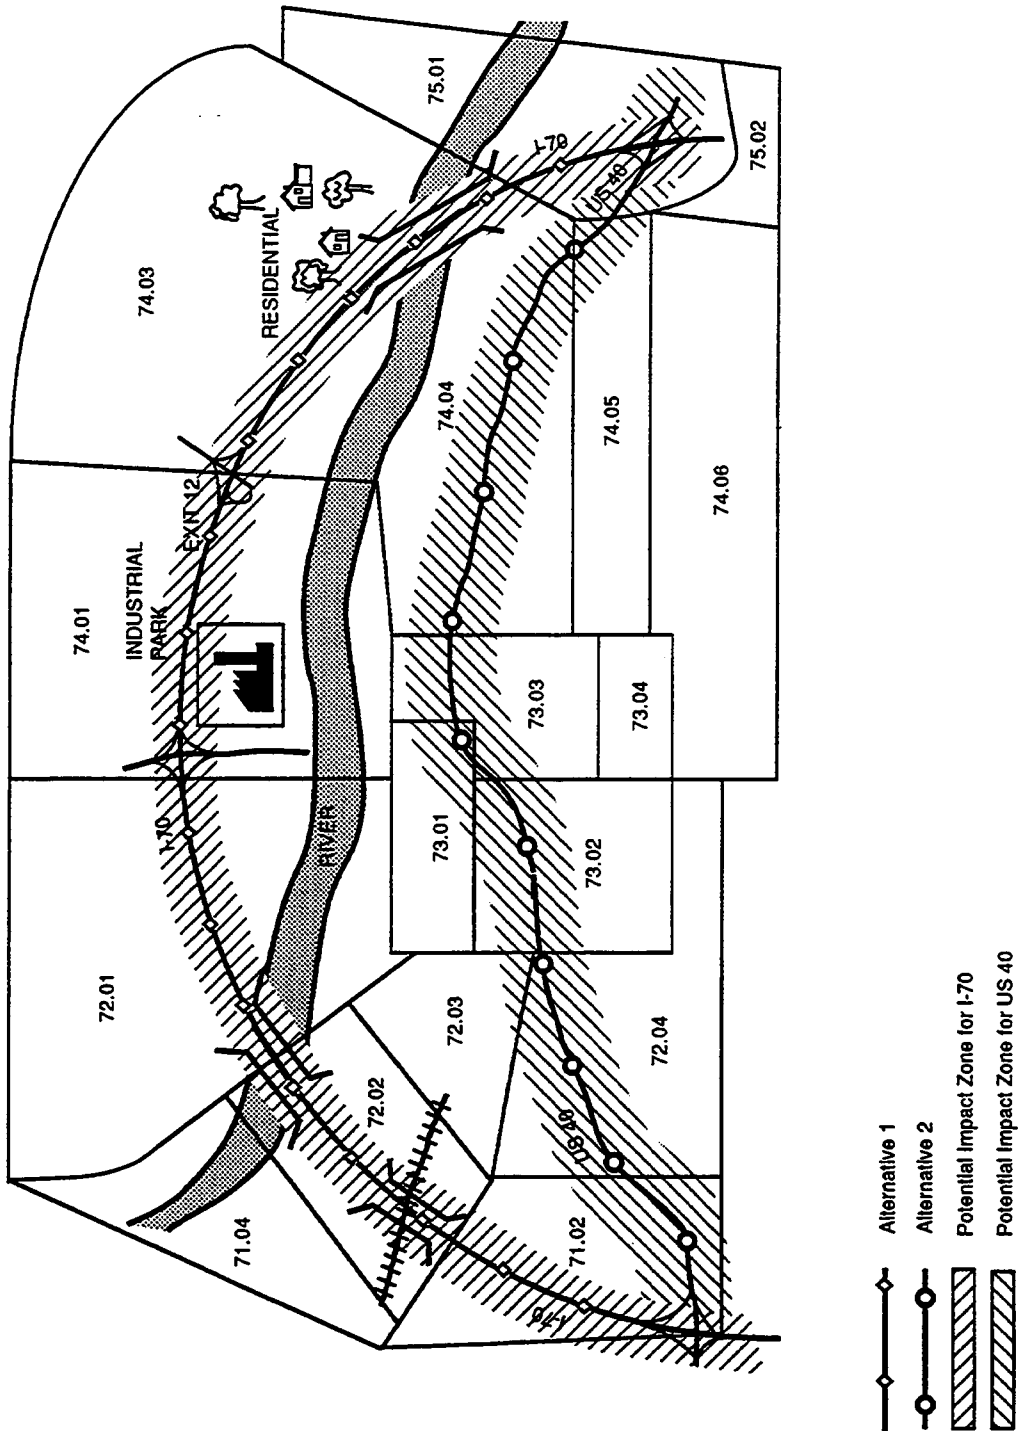 71.04
71.02
72.01
72.02
72.03
72.04
73.01
73.02
73.03
73.04
74.01
74.03
74.04
74.05
74.06
75.01
75.02
I-70
I-70
I-70
US 40
US 40
RIVER
INDUSTRIAL
PARK
EXIT 12
RESIDENTIAL
Alternative 1
Alternative 2
Potential Impact Zone for I-70
Potential Impact Zone for US 40